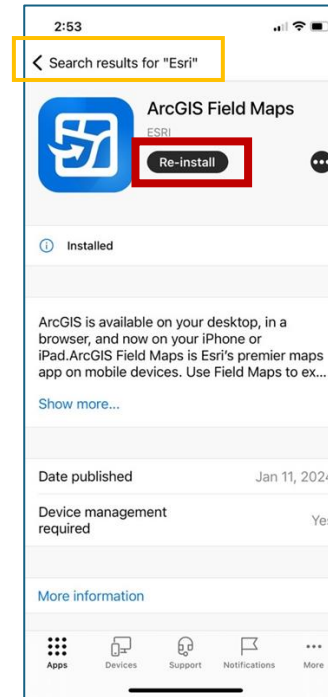 2:53
Search results for "Esri"
ArcGIS Field Maps
ESRI
Re-install
Installed
ArcGIS is available on your desktop, in a
browser, and now on your iPhone or
iPad.ArcGIS Field Maps is Esri's premier maps
app on mobile devices. Use Field Maps to ex...
Show more...
Date published Jan 11, 2024
Device management
required Yes
More information
Apps Devices Support Notifications More